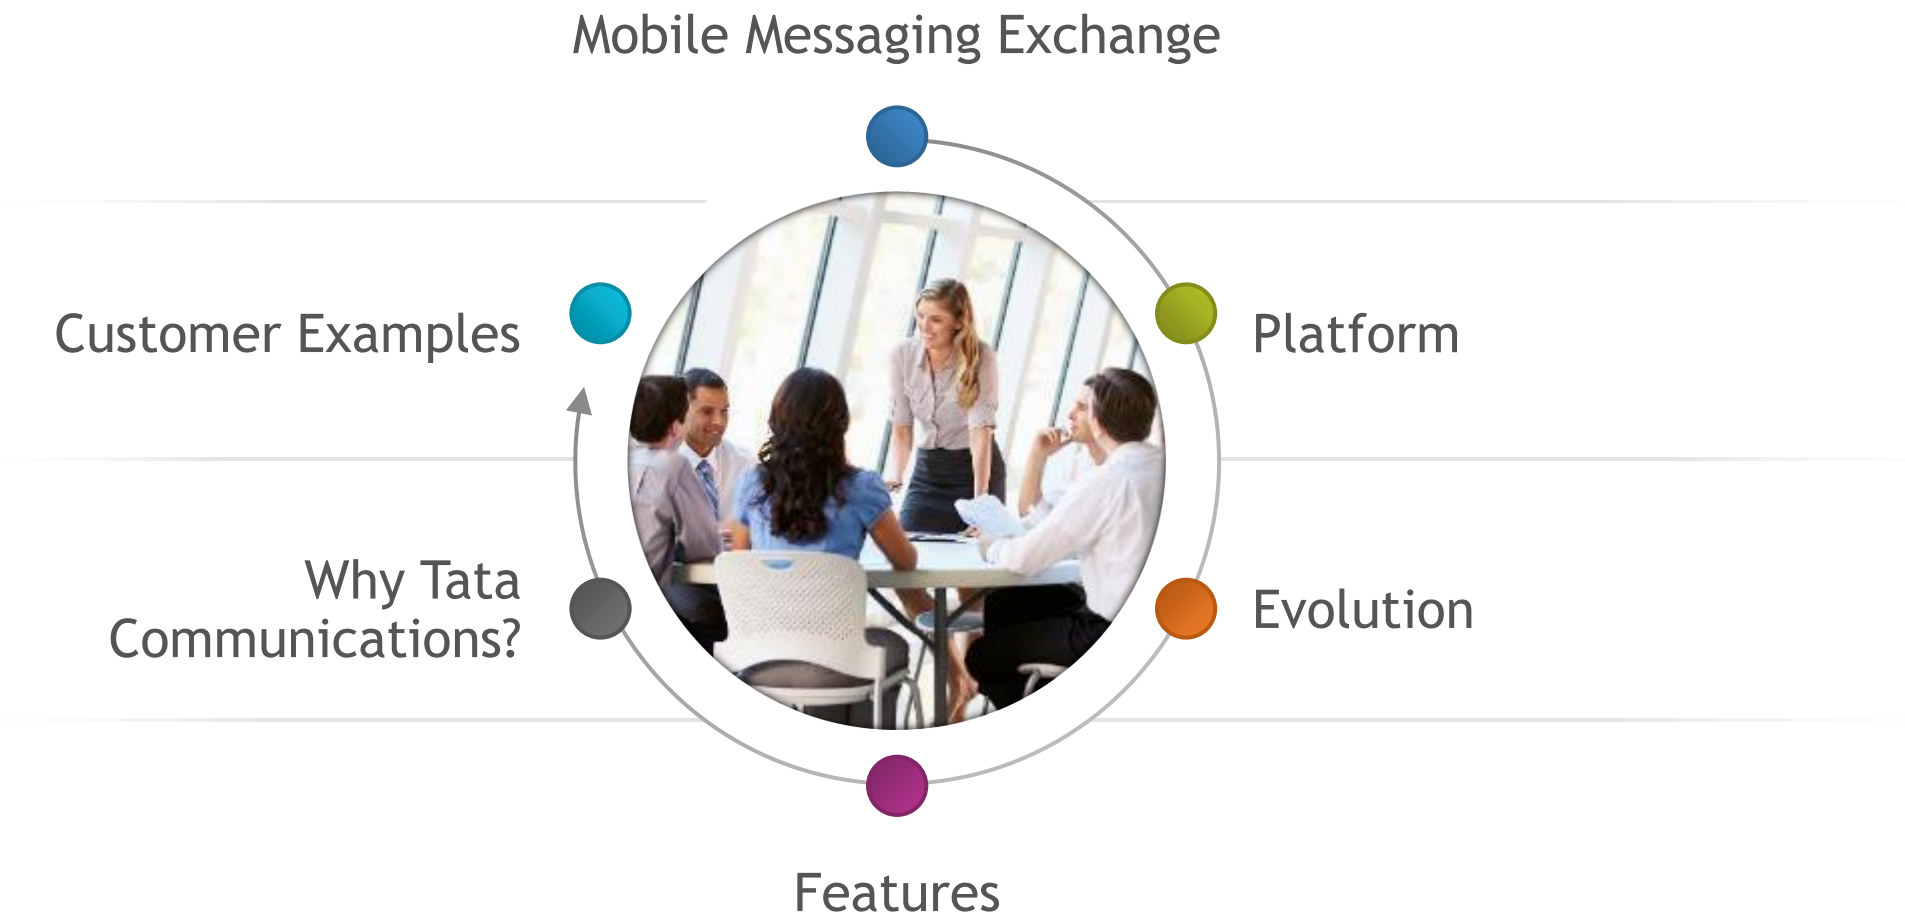 Mobile Messaging Exchange
Customer Examples
Platform
Why Tata
Communications?
Evolution
Features